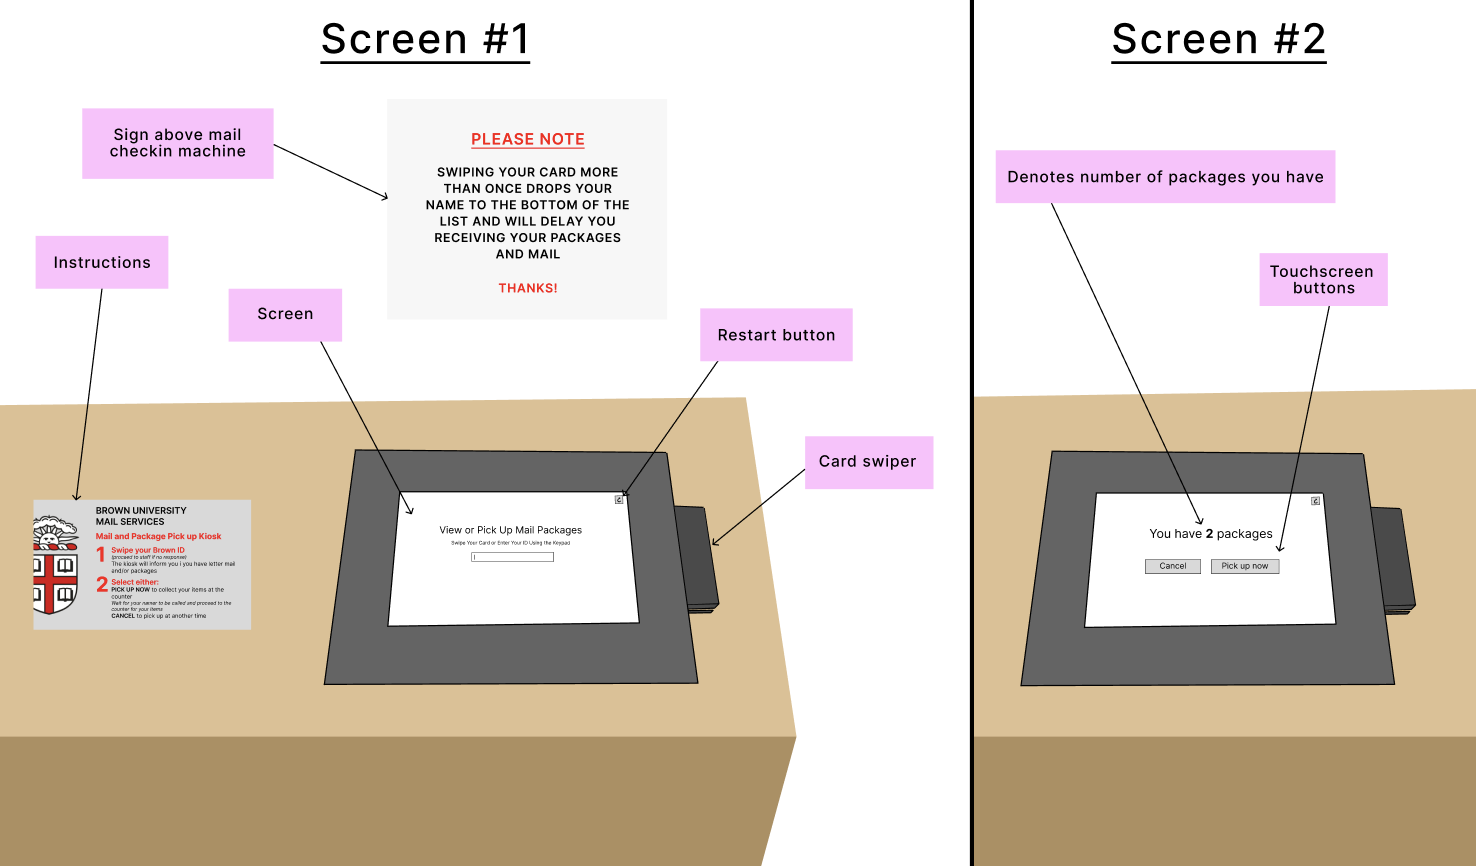 Screen #1
Sign above mail
checkin machine
PLEASE NOTE
SWIPING YOUR CARD MORE
THAN ONCE DROPS YOUR
NAME TO THE BOTTOM OF THE
LIST AND WILL DELAY YOU
RECEIVING YOUR PACKAGES
AND MAIL
THANKS!
Instructions
Screen
Restart button
Card swiper
BROWN UNIVERSITY
MAIL SERVICES
Mail and Package Pick up Kiosk
1 Swipe your Brown ID
(proceed to staff if no response)
The kiosk will inform you i you have letter mail
and/or packages
2 Select either:
PICK UP NOW to collect your items at the
counter
Wait for your namer to be called and proceed to the
counter for your items
CANCEL to pick up at another time
View or Pick Up Mail Packages
Swipe Your Card or Enter Your ID Using the Keypad
Screen #2
Denotes number of packages you have
Touchscreen
buttons
You have 2 packages
Cancel
Pick up now